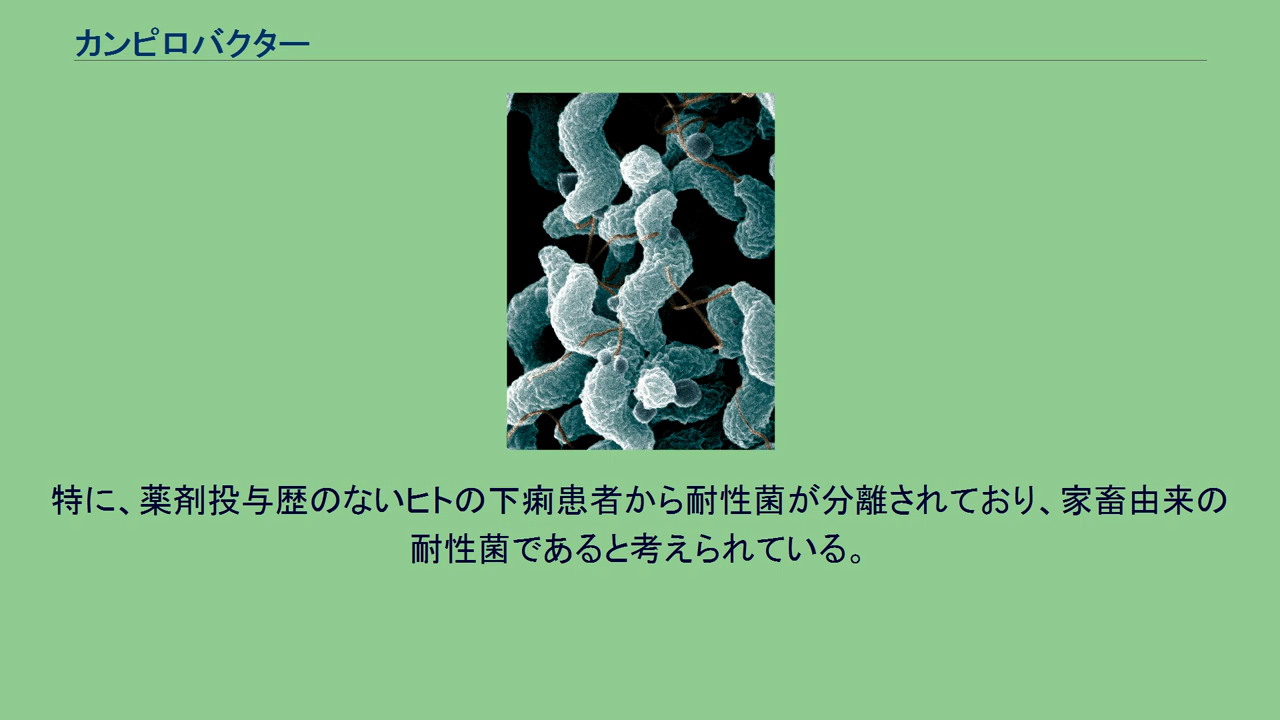 カンピロバクター
特に、薬剤投与歴のないヒトの下痢患者から耐性菌が分離されており、家畜由来の
耐性菌であると考えられている。